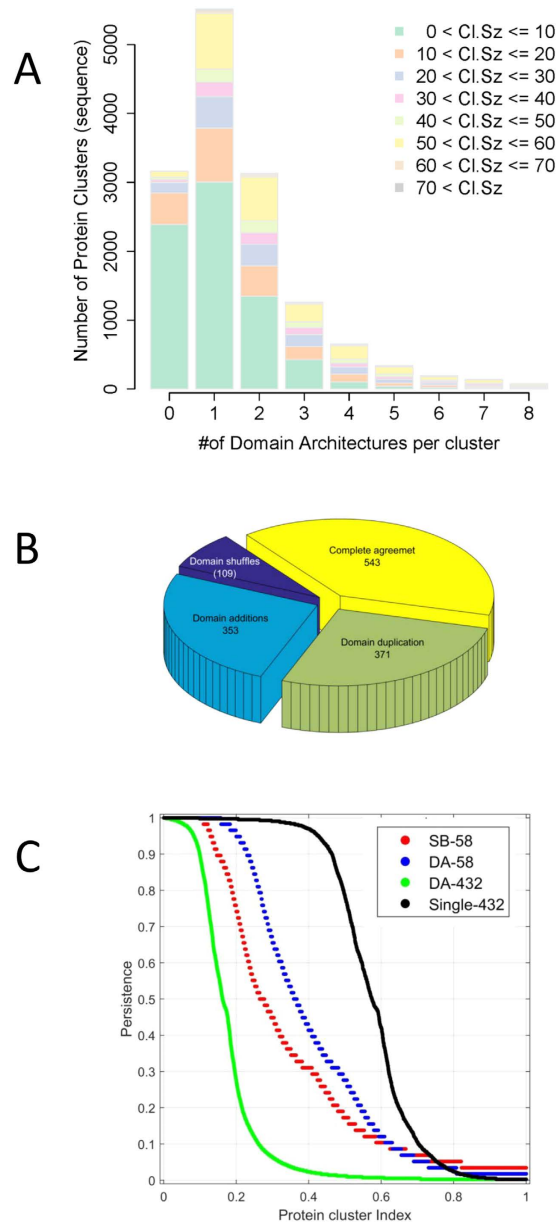 A
Number of Protein Clusters (sequence)
5000
4000
3000
2000
1000
0
0 < Cl.Sz <= 10
10 < Cl.Sz <= 20
20 < Cl.Sz <= 30
30 < Cl.Sz <= 40
40 < Cl.Sz <= 50
50 < Cl.Sz <= 60
60 < Cl.Sz <= 70
70 < Cl.Sz
0 1 2 3 4 5 6 7 8
#of Domain Architectures per cluster
B
Complete agreemet
543
Domain shuffles
(109)
Domain additions
353
Domain duplication
371
C
Persistence
1
0.9
0.8
0.7
0.6
0.5
0.4
0.3
0.2
0.1
0
SB-58
DA-58
DA-432
Single-432
0 0.2 0.4 0.6 0.8 1
Protein cluster Index